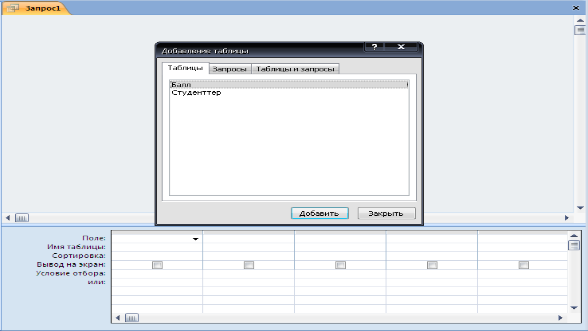 Запрос1
Добавление таблицы
Таблицы Запросы Таблицы и запросы
Балл
Студенттер
Добавить Закрыть
Поле:
Имя таблицы:
Сортировка:
Вывод на экран:
Условие отбора:
или: